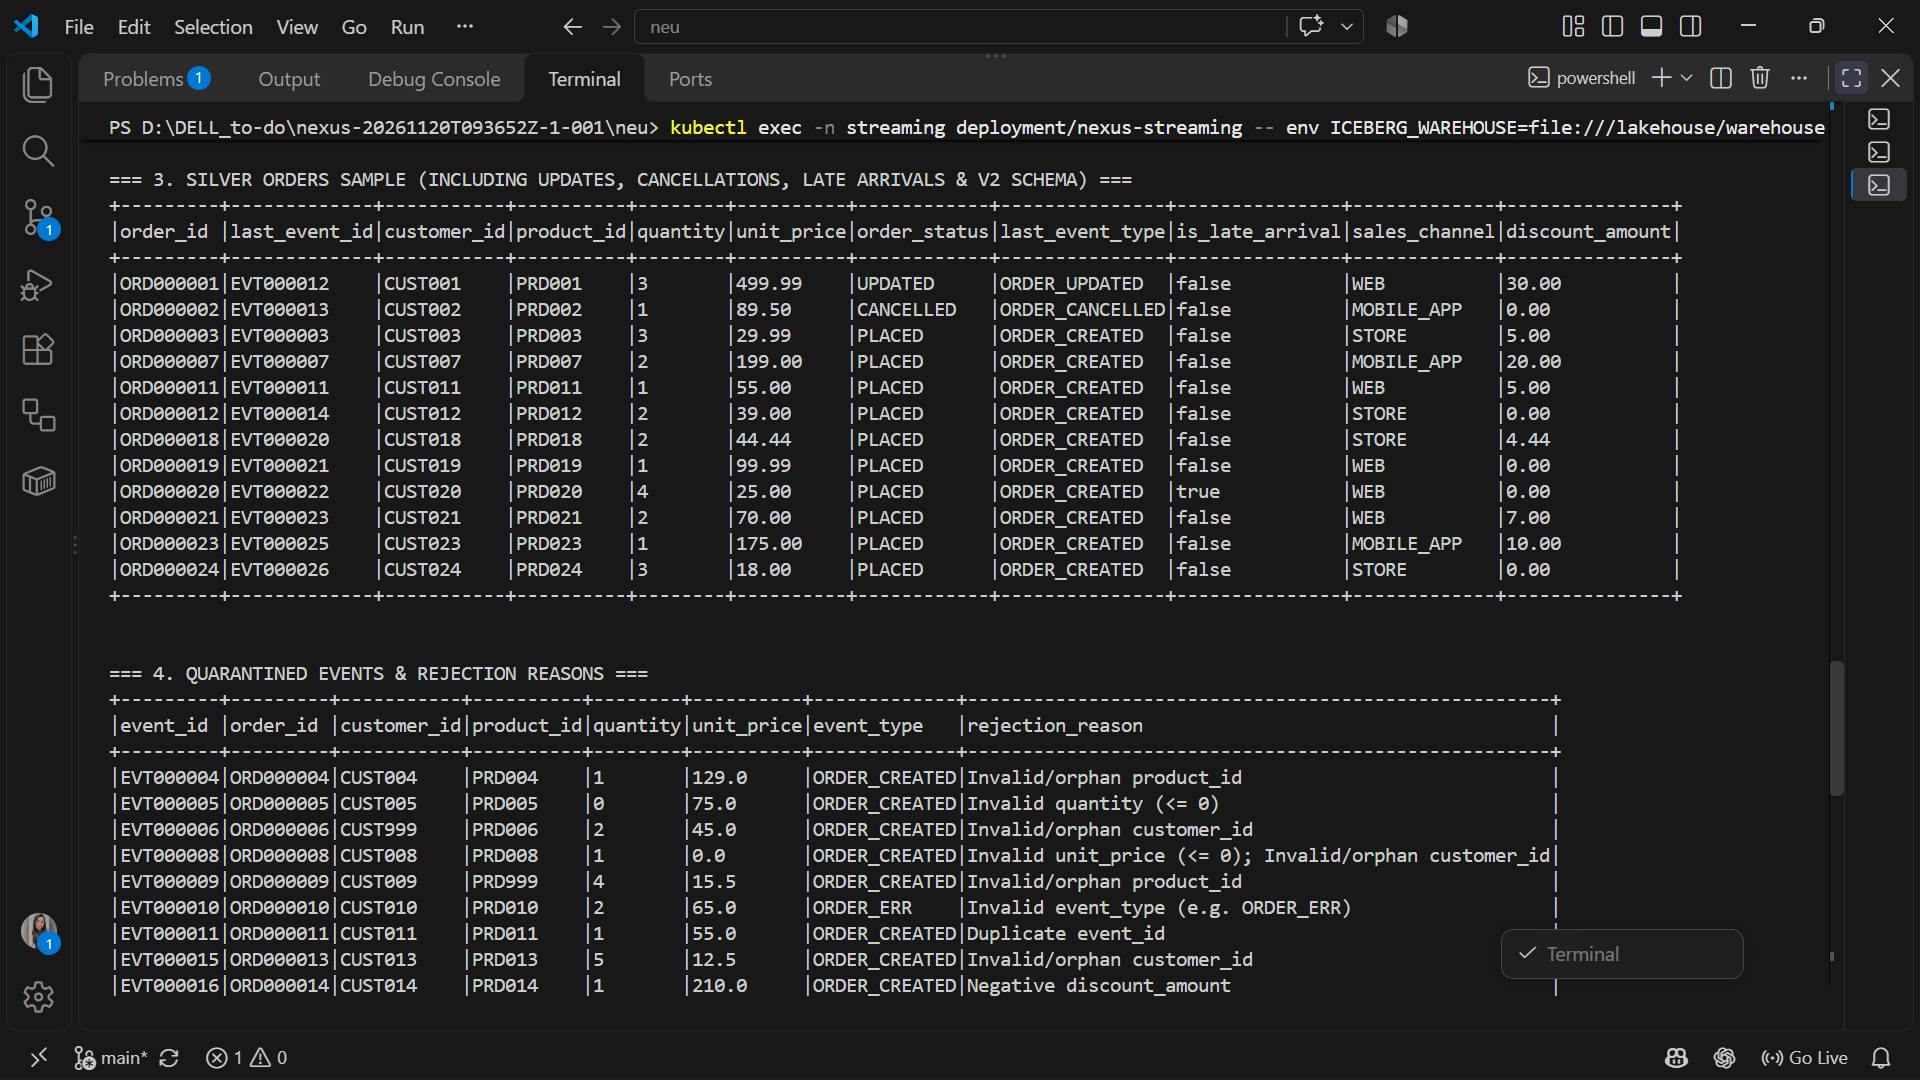 File Edit Selection View Go Run ··· neu
Problems 1 Output Debug Console Terminal Ports powershell
PS D:\DELL_to-do\nexus-20261120T093652Z-1-001\neu> kubectl exec -n streaming deployment/nexus-streaming -- env ICEBERG_WAREHOUSE=file:///lakehouse/warehouse
=== 3. SILVER ORDERS SAMPLE (INCLUDING UPDATES, CANCELLATIONS, LATE ARRIVALS & V2 SCHEMA) ===
+---------+-------------+-----------+----------+--------+----------+------------+---------------+---------------+-------------+---------------+
|order_id |last_event_id|customer_id|product_id|quantity|unit_price|order_status|last_event_type|is_late_arrival|sales_channel|discount_amount|
+---------+-------------+-----------+----------+--------+----------+------------+---------------+---------------+-------------+---------------+
|ORD000001|EVT000012    |CUST001    |PRD001    |3       |499.99    |UPDATED     |ORDER_UPDATED  |false          |WEB          |30.00          |
|ORD000002|EVT000013    |CUST002    |PRD002    |1       |89.50     |CANCELLED   |ORDER_CANCELLED|false          |MOBILE_APP   |0.00           |
|ORD000003|EVT000003    |CUST003    |PRD003    |3       |29.99     |PLACED      |ORDER_CREATED  |false          |STORE        |5.00           |
|ORD000007|EVT000007    |CUST007    |PRD007    |2       |199.00    |PLACED      |ORDER_CREATED  |false          |MOBILE_APP   |20.00          |
|ORD000011|EVT000011    |CUST011    |PRD011    |1       |55.00     |PLACED      |ORDER_CREATED  |false          |WEB          |5.00           |
|ORD000012|EVT000014    |CUST012    |PRD012    |2       |39.00     |PLACED      |ORDER_CREATED  |false          |STORE        |0.00           |
|ORD000018|EVT000020    |CUST018    |PRD018    |2       |44.44     |PLACED      |ORDER_CREATED  |false          |STORE        |4.44           |
|ORD000019|EVT000021    |CUST019    |PRD019    |1       |99.99     |PLACED      |ORDER_CREATED  |false          |WEB          |0.00           |
|ORD000020|EVT000022    |CUST020    |PRD020    |4       |25.00     |PLACED      |ORDER_CREATED  |true           |WEB          |0.00           |
|ORD000021|EVT000023    |CUST021    |PRD021    |2       |70.00     |PLACED      |ORDER_CREATED  |false          |WEB          |7.00           |
|ORD000023|EVT000025    |CUST023    |PRD023    |1       |175.00    |PLACED      |ORDER_CREATED  |false          |MOBILE_APP   |10.00          |
|ORD000024|EVT000026    |CUST024    |PRD024    |3       |18.00     |PLACED      |ORDER_CREATED  |false          |STORE        |0.00           |
+---------+-------------+-----------+----------+--------+----------+------------+---------------+---------------+-------------+---------------+
=== 4. QUARANTINED EVENTS & REJECTION REASONS ===
+---------+---------+-----------+----------+--------+----------+-------------+-----------------------------------------------------+
|event_id |order_id |customer_id|product_id|quantity|unit_price|event_type   |rejection_reason                                     |
+---------+---------+-----------+----------+--------+----------+-------------+-----------------------------------------------------+
|EVT000004|ORD000004|CUST004    |PRD004    |1       |129.0     |ORDER_CREATED|Invalid/orphan product_id                            |
|EVT000005|ORD000005|CUST005    |PRD005    |0       |75.0      |ORDER_CREATED|Invalid quantity (<= 0)                              |
|EVT000006|ORD000006|CUST999    |PRD006    |2       |45.0      |ORDER_CREATED|Invalid/orphan customer_id                           |
|EVT000008|ORD000008|CUST008    |PRD008    |1       |0.0       |ORDER_CREATED|Invalid unit_price (<= 0); Invalid/orphan customer_id|
|EVT000009|ORD000009|CUST009    |PRD999    |4       |15.5      |ORDER_CREATED|Invalid/orphan product_id                            |
|EVT000010|ORD000010|CUST010    |PRD010    |2       |65.0      |ORDER_ERR    |Invalid event_type (e.g. ORDER_ERR)                  |
|EVT000011|ORD000011|CUST011    |PRD011    |1       |55.0      |ORDER_CREATED|Duplicate event_id                                   |
|EVT000015|ORD000013|CUST013    |PRD013    |5       |12.5      |ORDER_CREATED|Invalid/orphan customer_id
|EVT000016|ORD000014|CUST014    |PRD014    |1       |210.0     |ORDER_CREATED|Negative discount_amount                             |
Terminal
1
1
main* 1 0 Go Live